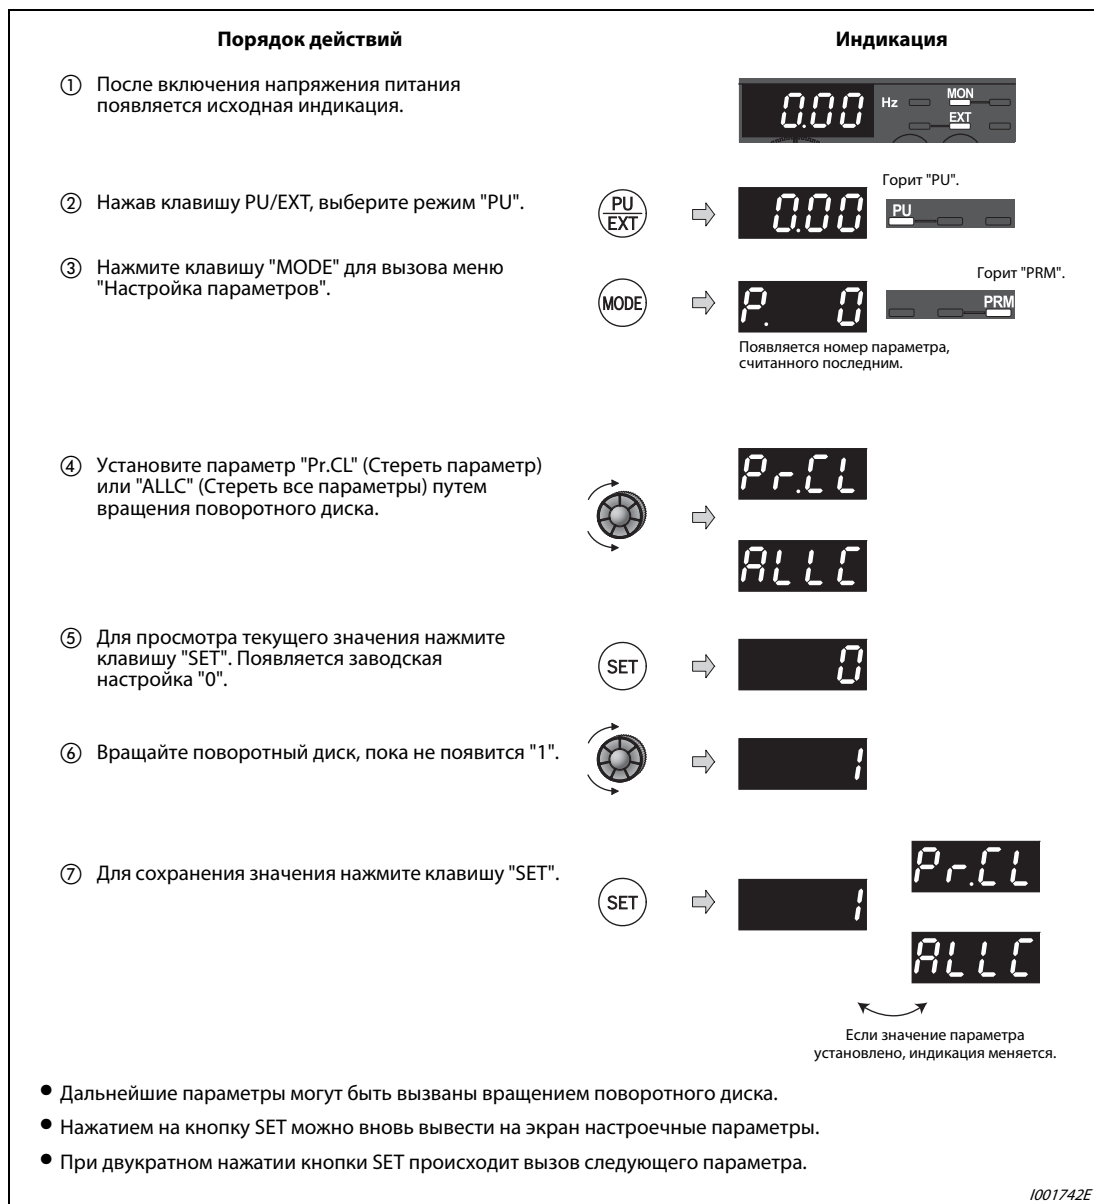 Порядок действий
Индикация
① После включения напряжения питания
появляется исходная индикация.
0.00 Hz MON
EXT
② Нажав клавишу PU/EXT, выберите режим "PU".
PU
EXT
0.00
Горит "PU".
PU
③ Нажмите клавишу "MODE" для вызова меню
"Настройка параметров".
MODE
P. 0
Горит "PRM".
PRM
Появляется номер параметра,
считанного последним.
④ Установите параметр "Pr.CL" (Стереть параметр)
или "ALLC" (Стереть все параметры) путем
вращения поворотного диска.
Pr.CL
ALLC
⑤ Для просмотра текущего значения нажмите
клавишу "SET". Появляется заводская
настройка "0".
SET
0
⑥ Вращайте поворотный диск, пока не появится "1".
1
⑦ Для сохранения значения нажмите клавишу "SET".
SET
1
Pr.CL
ALLC
Если значение параметра
установлено, индикация меняется.
● Дальнейшие параметры могут быть вызваны вращением поворотного диска.
● Нажатием на кнопку SET можно вновь вывести на экран настроечные параметры.
● При двукратном нажатии кнопки SET происходит вызов следующего параметра.
I001742E